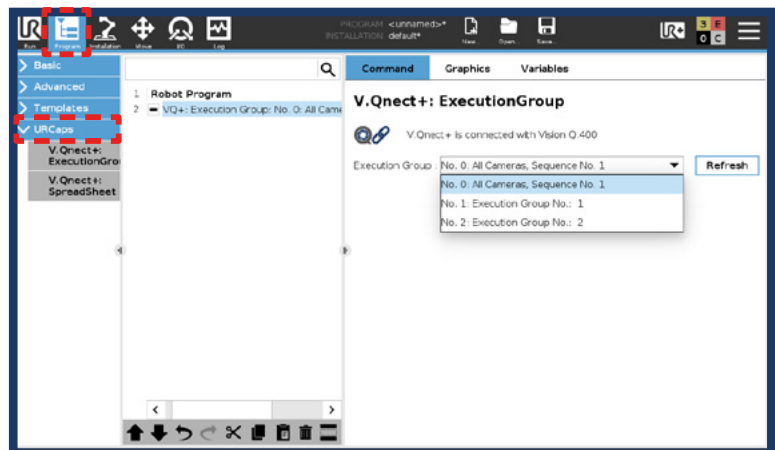 UR
Run
Program
Installation
Move
I/O
Log
PROGRAM <unnamed>*
INSTALLATION default*
New...
Open...
Save...
UR+
3 E
0 C
Basic
Advanced
Templates
URCaps
V.Qnect+:
ExecutionGro
V.Qnect+:
SpreadSheet
1 Robot Program
2 VQ+: Execution Group: No. 0: All Came
Command Graphics Variables
V.Qnect+: ExecutionGroup
V.Qnect+ is connected with Vision Q.400
Execution Group : No. 0: All Cameras, Sequence No. 1 Refresh
No. 0: All Cameras, Sequence No. 1
No. 1: Execution Group No.: 1
No. 2: Execution Group No.: 2